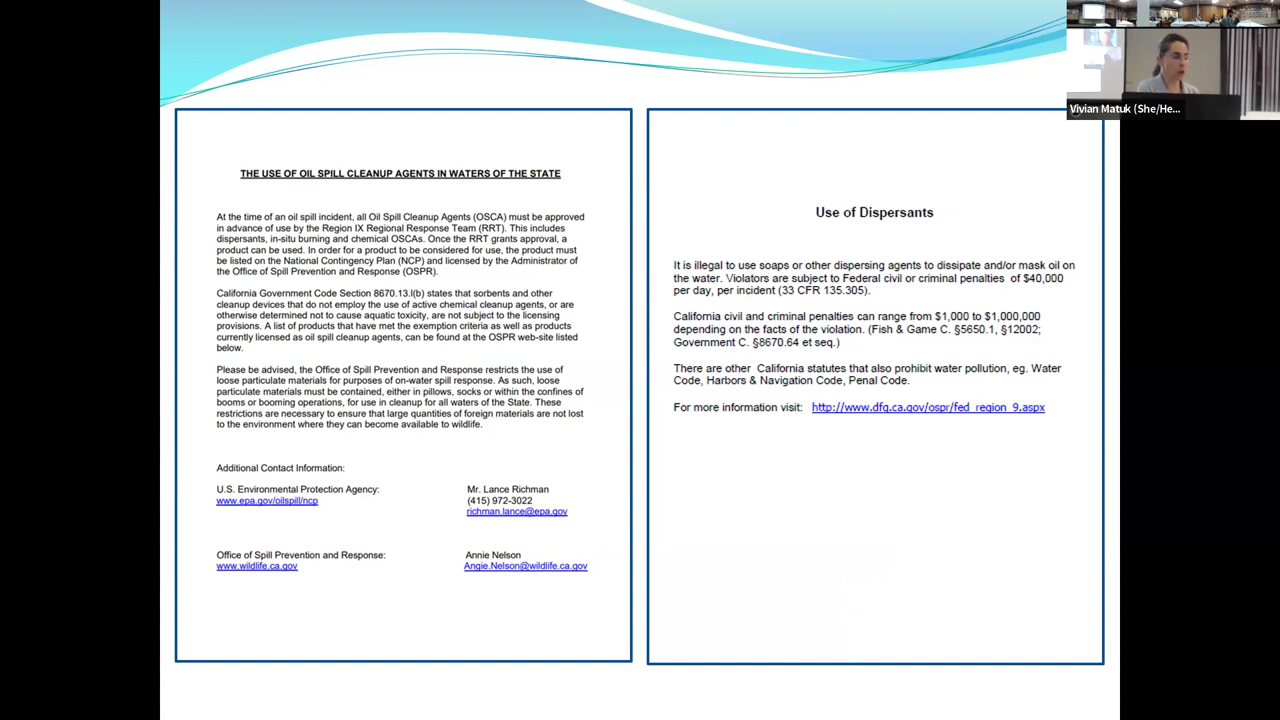 THE USE OF OIL SPILL CLEANUP AGENTS IN WATERS OF THE STATE
At the time of an oil spill incident, all Oil Spill Cleanup Agents (OSCA) must be approved
in advance of use by the Region IX Regional Response Team (RRT). This includes
dispersants, in-situ burning and chemical OSCAs. Once the RRT grants approval, a
product can be used. In order for a product to be considered for use, the product must
be listed on the National Contingency Plan (NCP) and licensed by the Administrator of
the Office of Spill Prevention and Response (OSPR).
California Government Code Section 8670.13.l(b) states that sorbents and other
cleanup devices that do not employ the use of active chemical cleanup agents, or are
otherwise determined not to cause aquatic toxicity, are not subject to the licensing
provisions. A list of products that have met the exemption criteria as well as products
currently licensed as oil spill cleanup agents, can be found at the OSPR web-site listed
below.
Please be advised, the Office of Spill Prevention and Response restricts the use of
loose particulate materials for purposes of on-water spill response. As such, loose
particulate materials must be contained, either in pillows, socks or within the confines of
booms or booming operations, for use in cleanup for all waters of the State. These
restrictions are necessary to ensure that large quantities of foreign materials are not lost
to the environment where they can become available to wildlife.
Additional Contact Information:
U.S. Environmental Protection Agency: Mr. Lance Richman
www.epa.gov/oilspill/ncp (415) 972-3022
richman.lance@epa.gov
Office of Spill Prevention and Response: Annie Nelson
www.wildlife.ca.gov Angie.Nelson@wildlife.ca.gov
Use of Dispersants
It is illegal to use soaps or other dispersing agents to dissipate and/or mask oil on
the water. Violators are subject to Federal civil or criminal penalties of $40,000
per day, per incident (33 CFR 135.305).
California civil and criminal penalties can range from $1,000 to $1,000,000
depending on the facts of the violation. (Fish & Game C. §5650.1, §12002;
Government C. §8670.64 et seq.)
There are other California statutes that also prohibit water pollution, eg. Water
Code, Harbors & Navigation Code, Penal Code.
For more information visit: http://www.dfg.ca.gov/ospr/fed_region_9.aspx
Vivian Matuk (She/He...